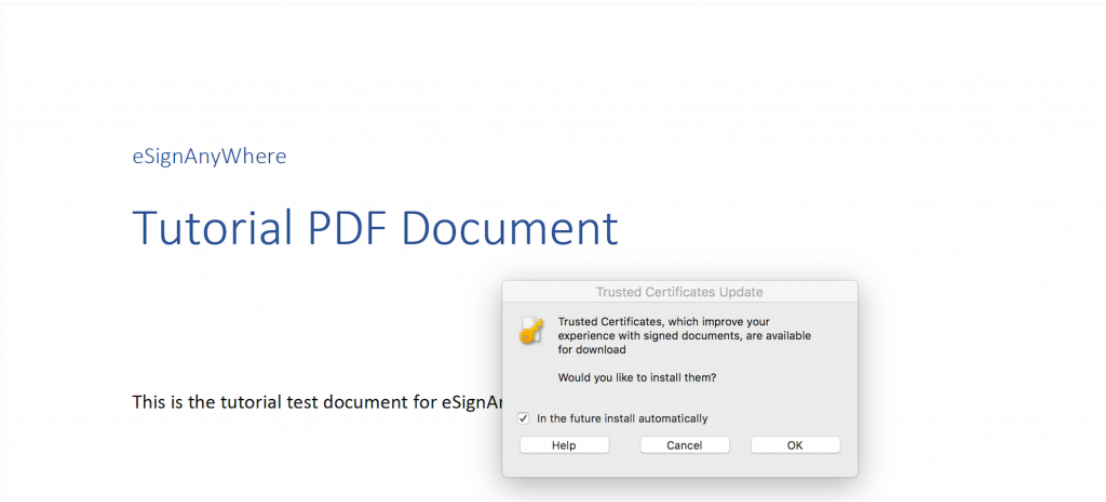 eSignAnyWhere
Tutorial PDF Document
Trusted Certificates Update
Trusted Certificates, which improve your
experience with signed documents, are available
for download
Would you like to install them?
This is the tutorial test document for eSignAn
In the future install automatically
Help Cancel OK